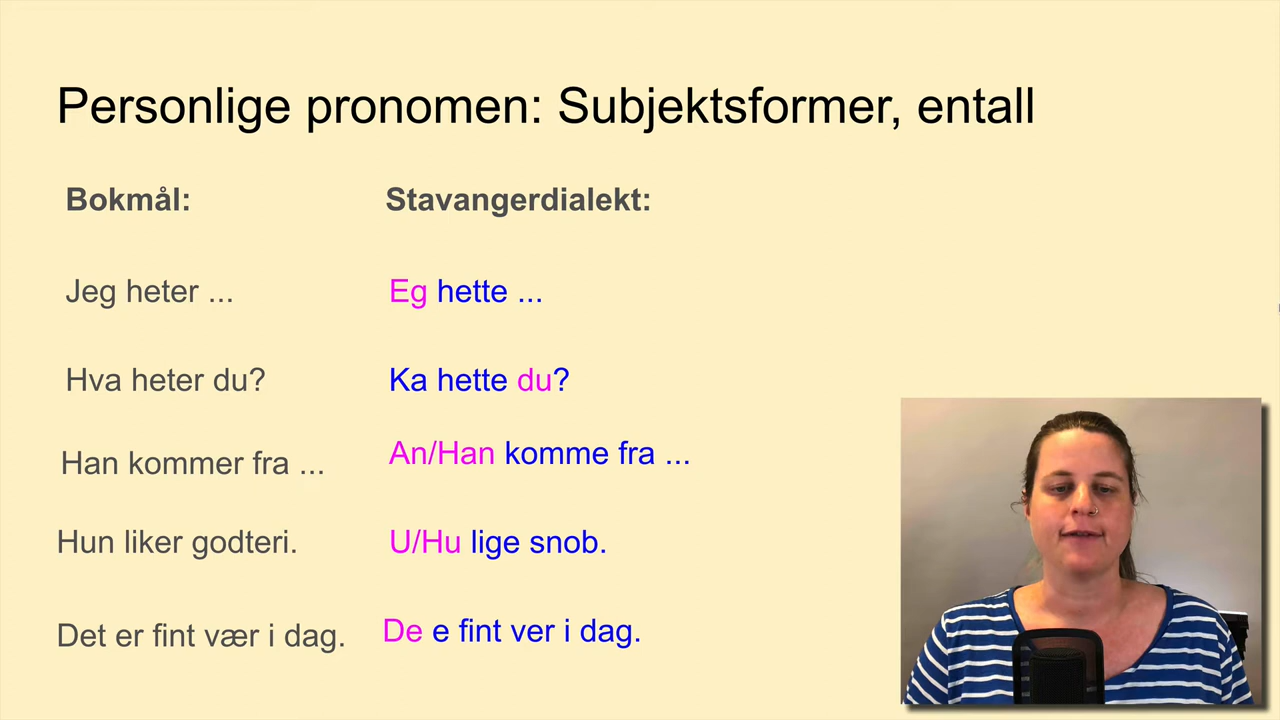 Personlige pronomen: Subjektsformer, entall
Bokmål: Stavangerdialekt:
Jeg heter ... Eg hette ...
Hva heter du? Ka hette du?
Han kommer fra ... An/Han komme fra ...
Hun liker godteri. U/Hu lige snob.
Det er fint vær i dag. De e fint ver i dag.